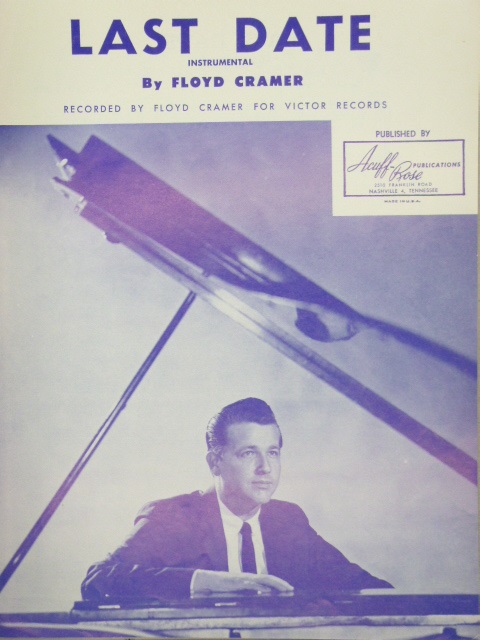 LAST DATE
INSTRUMENTAL
By FLOYD CRAMER
RECORDED BY FLOYD CRAMER FOR VICTOR RECORDS
PUBLISHED BY
Acuff-Rose PUBLICATIONS
2510 FRANKLIN ROAD
NASHVILLE 4, TENNESSEE
MADE IN U.S.A.